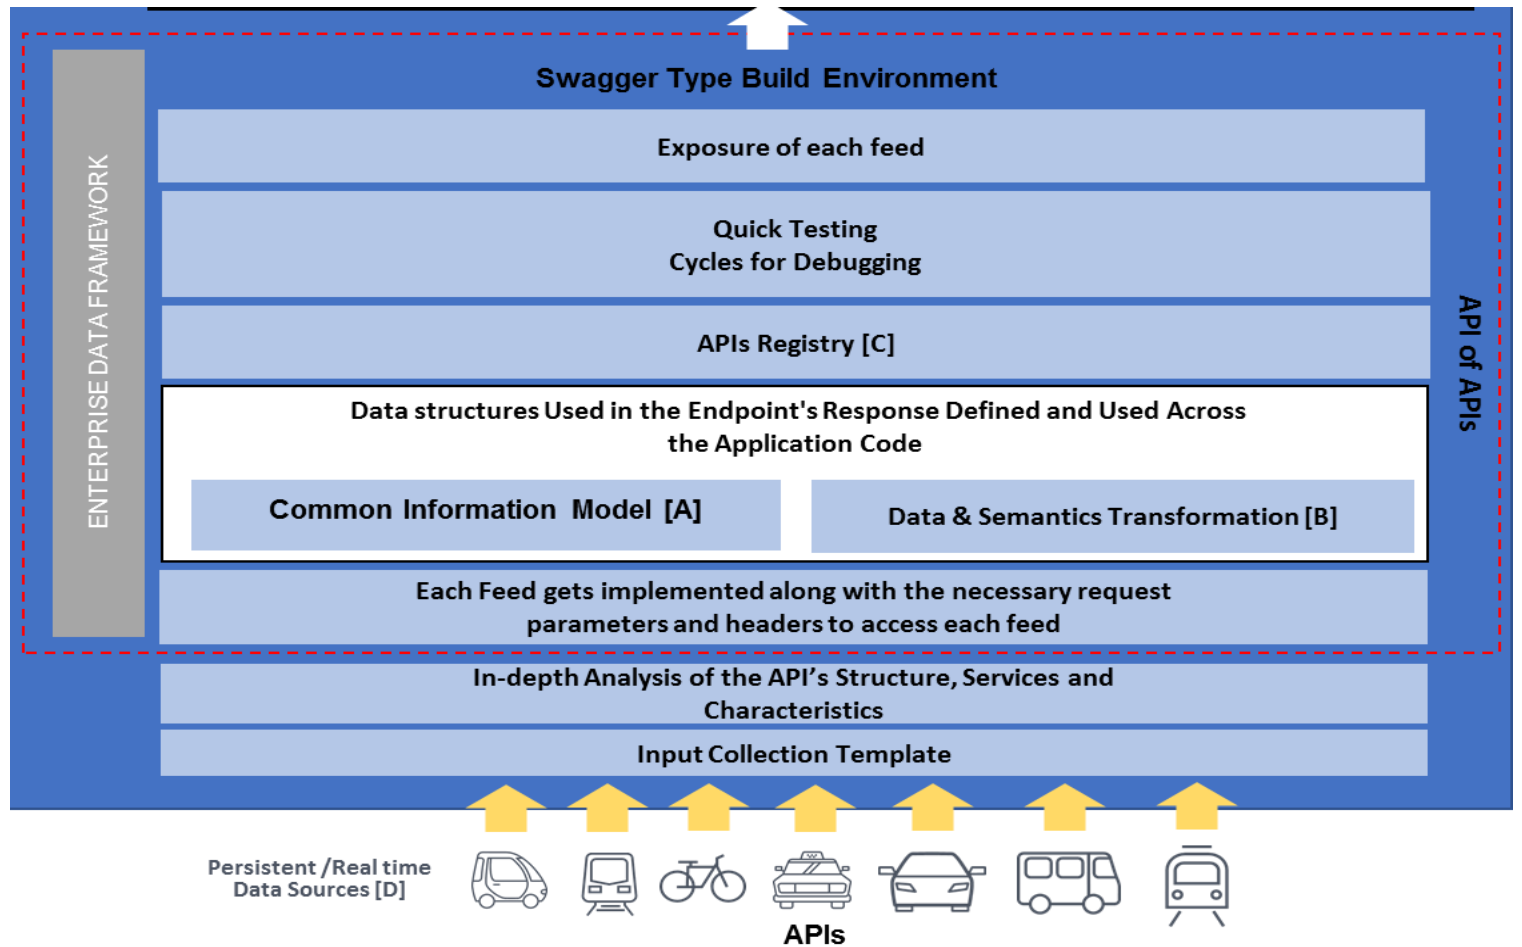 Swagger Type Build Environment
ENTERPRISE DATA FRAMEWORK
Exposure of each feed
Quick Testing
Cycles for Debugging
APIs Registry [C]
API of APIs
Data structures Used in the Endpoint's Response Defined and Used Across
the Application Code
Common Information Model [A]
Data & Semantics Transformation [B]
Each Feed gets implemented along with the necessary request
parameters and headers to access each feed
In-depth Analysis of the API’s Structure, Services and
Characteristics
Input Collection Template
Persistent /Real time
Data Sources [D]
APIs